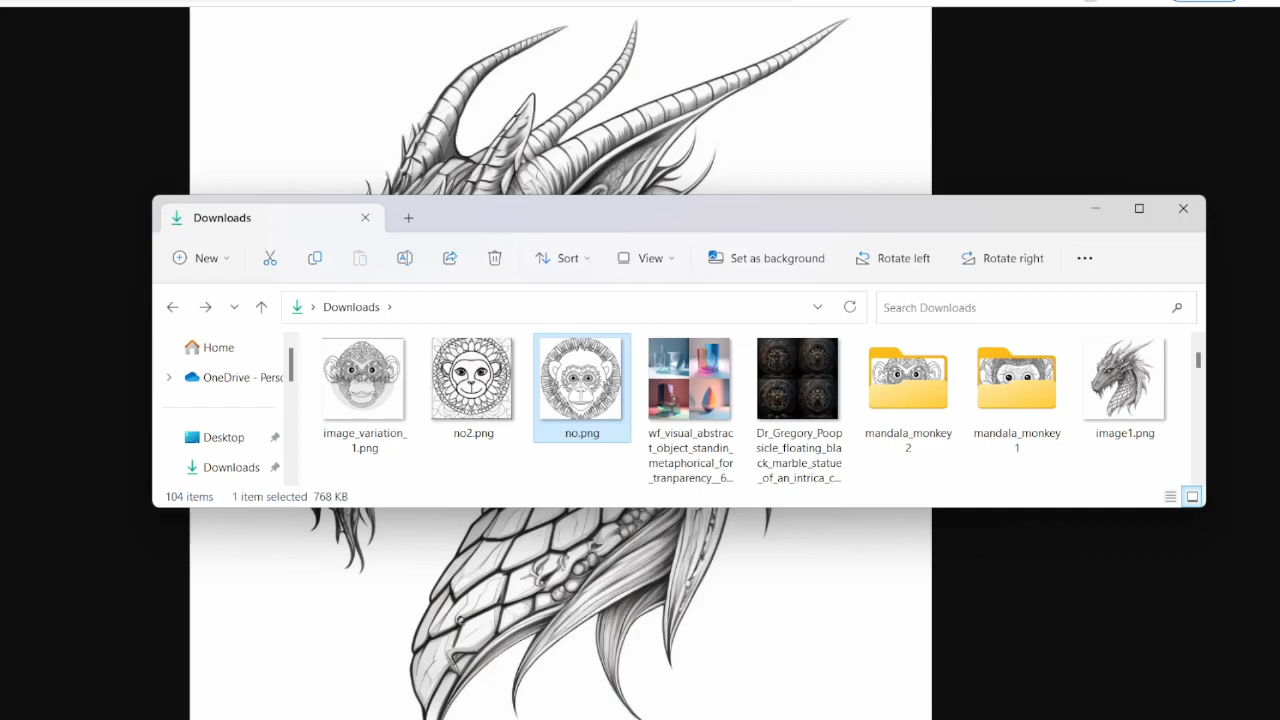 Downloads
New
Sort
View
Set as background
Rotate left
Rotate right
Downloads
Search Downloads
Home
OneDrive - Perso
Desktop
Downloads
image_variation_
1.png
no2.png
no.png
wf_visual_abstrac
t_object_standin_
metaphorical_for
_tranparency__6...
Dr_Gregory_Poop
sicle_floating_bla
ck_marble_statue
_of_an_intrica_c...
mandala_monkey
2
mandala_monkey
1
image1.png
104 items
1 item selected 768 KB